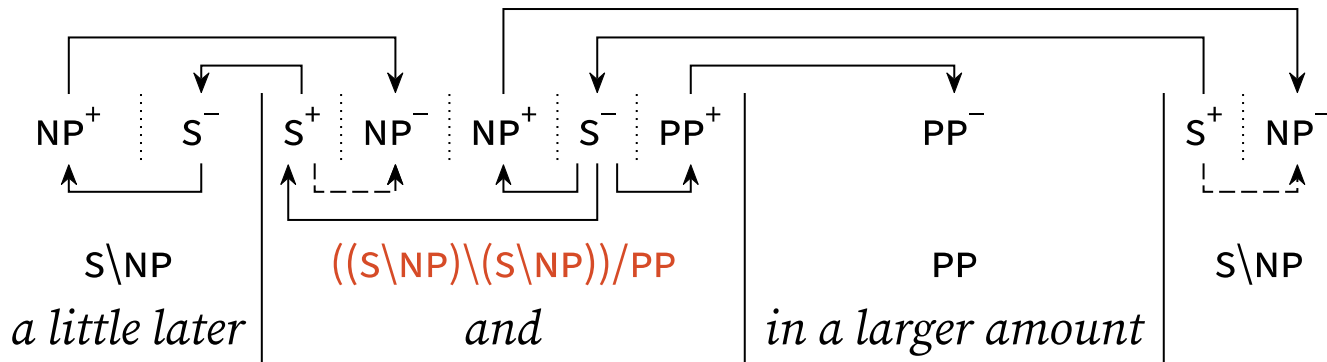 NP⁺ S⁻ S⁺ NP⁻ NP⁺ S⁻ PP⁺ PP⁻ S⁺ NP⁻
S\NP ((S\NP)\(S\NP))/PP PP S\NP
a little later and in a larger amount